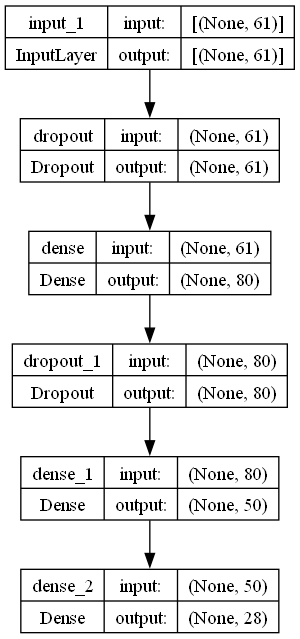 input_1 input: [(None, 61)]
InputLayer output: [(None, 61)]
dropout input: (None, 61)
Dropout output: (None, 61)
dense input: (None, 61)
Dense output: (None, 80)
dropout_1 input: (None, 80)
Dropout output: (None, 80)
dense_1 input: (None, 80)
Dense output: (None, 50)
dense_2 input: (None, 50)
Dense output: (None, 28)